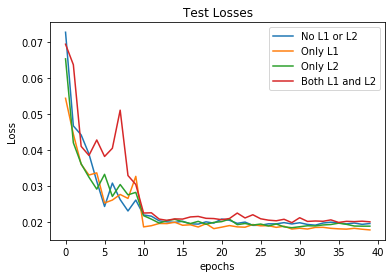 Test Losses
No L1 or L2
Only L1
Only L2
Both L1 and L2
Loss
0.07
0.06
0.05
0.04
0.03
0.02
0 5 10 15 20 25 30 35 40
epochs